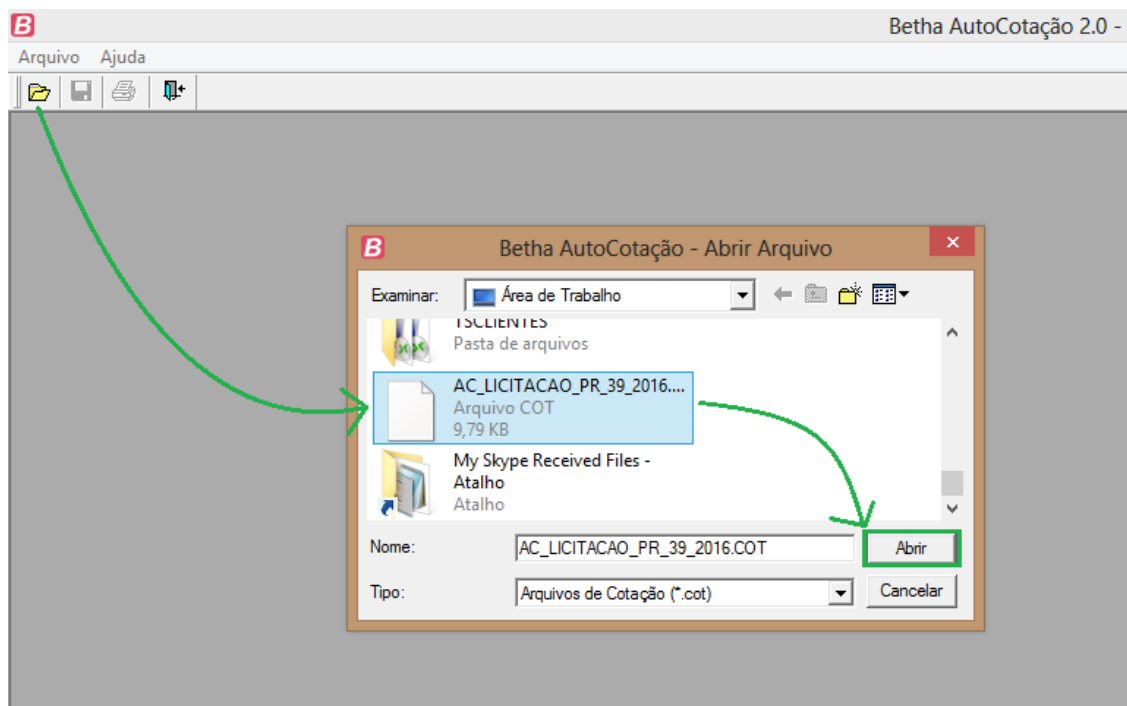 B
Betha AutoCotação 2.0 -
Arquivo Ajuda
B
Betha AutoCotação - Abrir Arquivo
Examinar: Área de Trabalho
TSCLIENTES
Pasta de arquivos
AC_LICITACAO_PR_39_2016....
Arquivo COT
9,79 KB
My Skype Received Files -
Atalho
Atalho
Nome: AC_LICITACAO_PR_39_2016.COT Abrir
Tipo: Arquivos de Cotação (*.cot) Cancelar